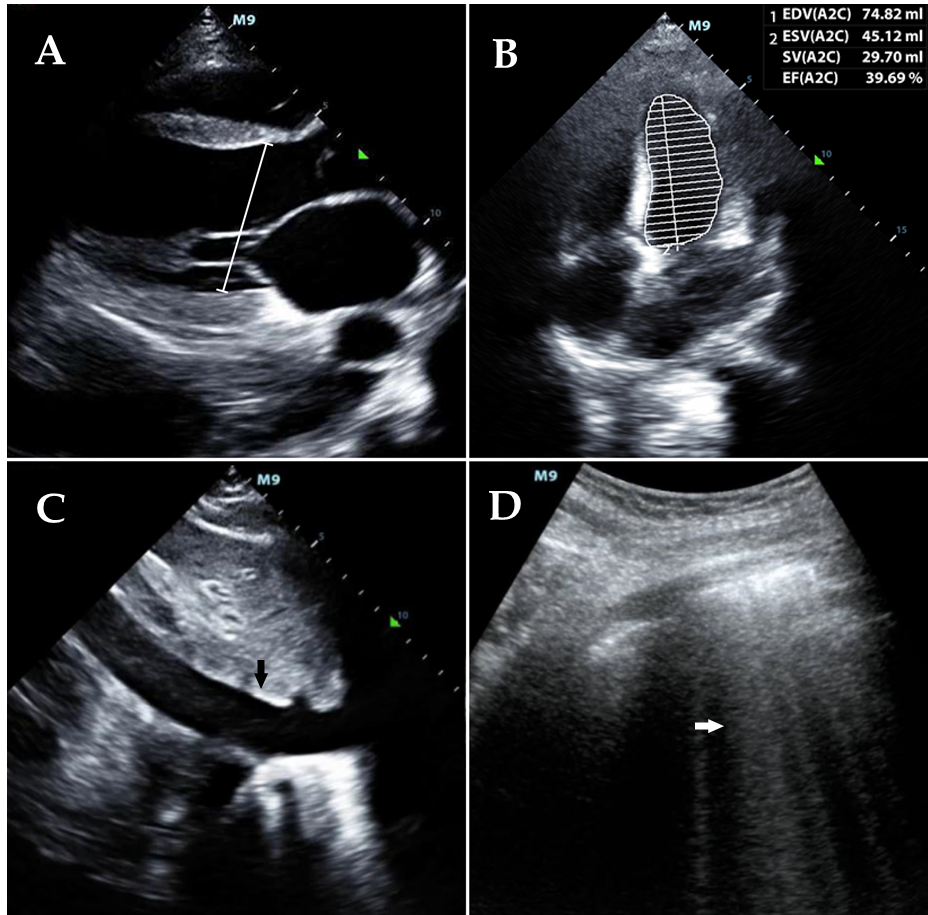 A
M9
5
10
B
M9
1 EDV(A2C) 74.82 ml
2 ESV(A2C) 45.12 ml
SV(A2C) 29.70 ml
EF(A2C) 39.69 %
5
10
15
C
M9
5
10
D
M9